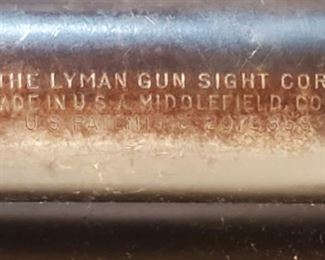 THE LYMAN GUN SIGHT COR
ADE IN U.S.A. MIDDLEFIELD, CO
U.S.